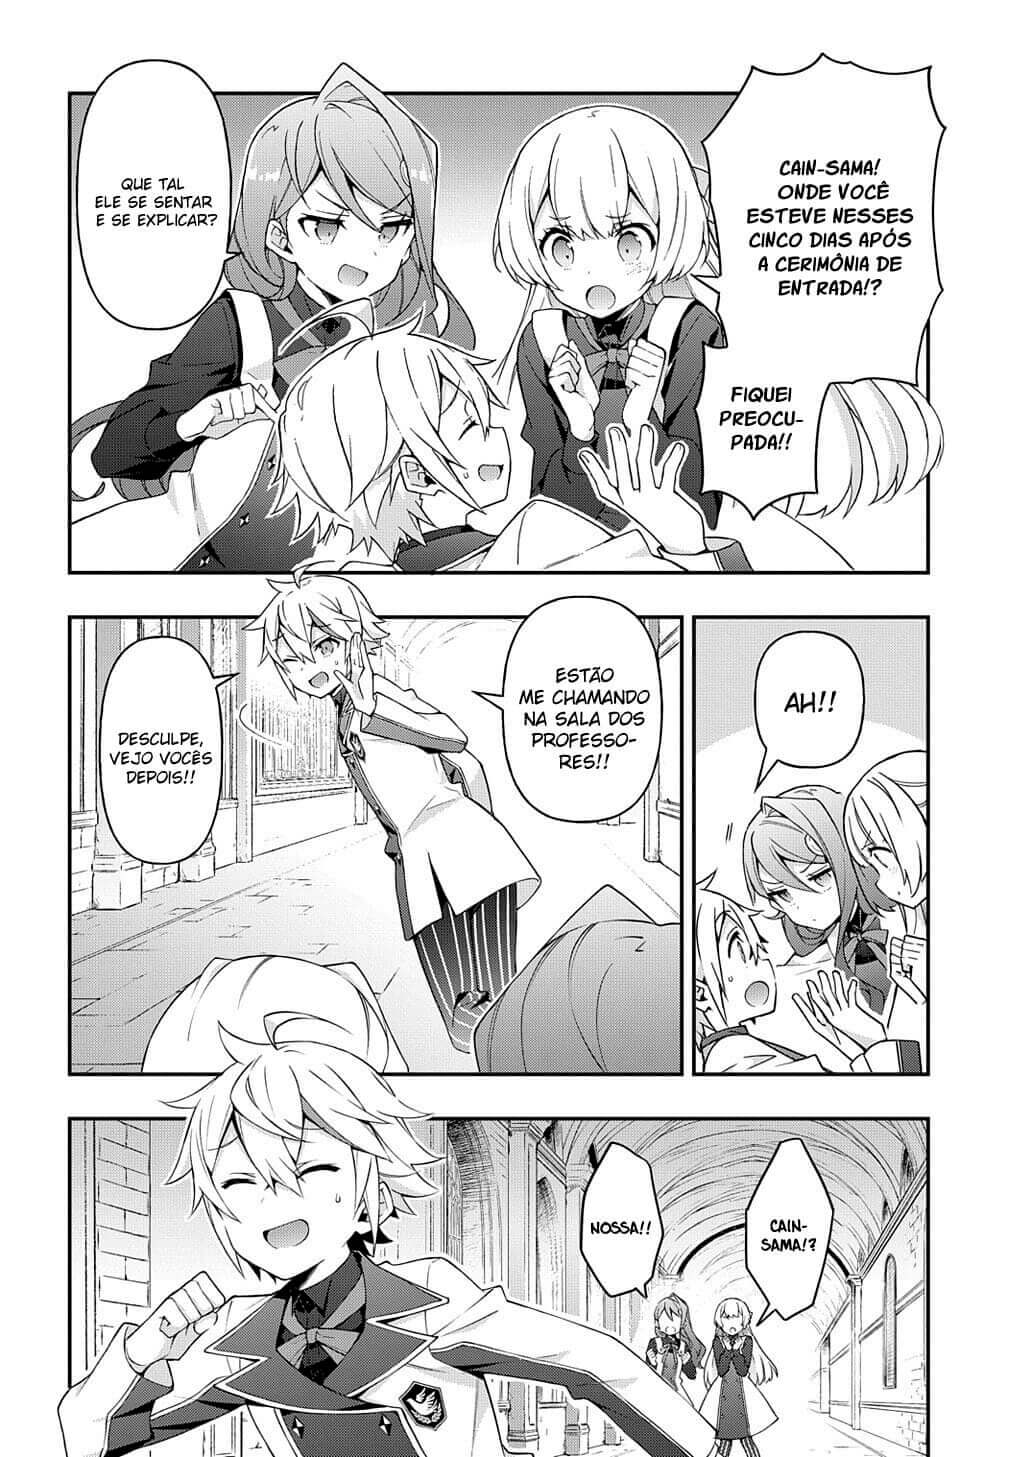 CAIN-SAMA!
ONDE VOCÊ
ESTEVE NESSES
CINCO DIAS APÓS
A CERIMÔNIA DE
ENTRADA!?
FIQUEI
PREOCU-
PADA!!
QUE TAL
ELE SE SENTAR
E SE EXPLICAR?
AH!!
ESTÃO
ME CHAMANDO
NA SALA DOS
PROFESSO-
RES!!
DESCULPE,
VEJO VOCÊS
DEPOIS!!
CAIN-
SAMA!?
NOSSA!!